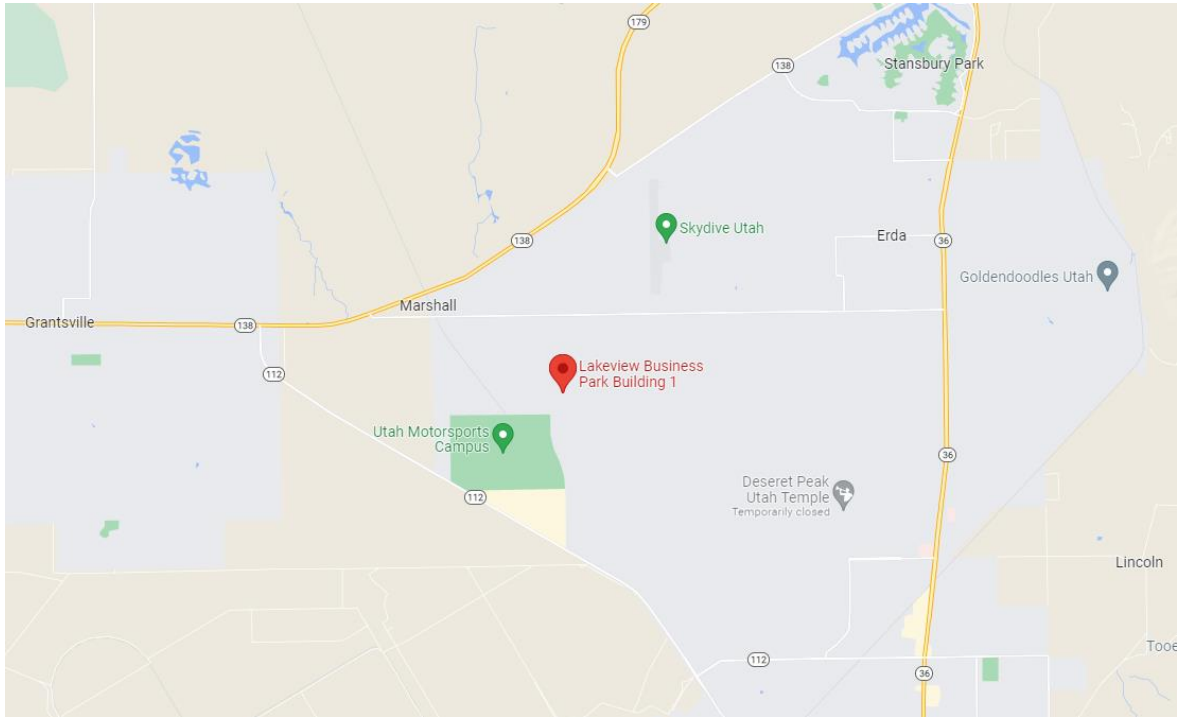 179
138
Stansbury Park
Skydive Utah
138
Erda
36
Goldendoodles Utah
Marshall
Grantsville
138
Lakeview Business
Park Building 1
112
Utah Motorsports
Campus
36
Deseret Peak
Utah Temple
Temporarily closed
112
Lincoln
Tooe
112
36